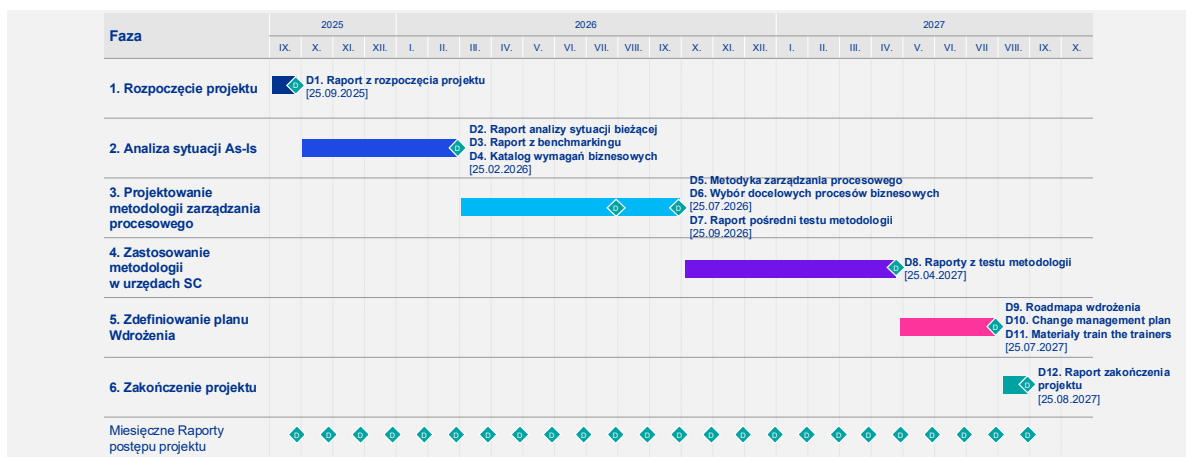 Faza
2025
2026
2027
IX.
X.
XI.
XII.
I.
II.
III.
IV.
V.
VI.
VII.
VIII.
IX.
X.
XI.
XII.
I.
II.
III.
IV.
V.
VI.
VII
VIII.
IX.
X.
1. Rozpoczęcie projektu
D
D1. Raport z rozpoczęcia projektu
[25.09.2025]
2. Analiza sytuacji As-Is
D
D2. Raport analizy sytuacji bieżącej
D3. Raport z benchmarkingu
D4. Katalog wymagań biznesowych
[25.02.2026]
3. Projektowanie
metodologii zarządzania
procesowego
D
D
D5. Metodyka zarządzania procesowego
D6. Wybór docelowych procesów biznesowych
[25.07.2026]
D7. Raport pośredni testu metodologii
[25.09.2026]
4. Zastosowanie
metodologii
w urzędach SC
D
D8. Raporty z testu metodologii
[25.04.2027]
5. Zdefiniowanie planu
Wdrożenia
D
D9. Roadmapa wdrożenia
D10. Change management plan
D11. Materiały train the trainers
[25.07.2027]
6. Zakończenie projektu
D
D12. Raport zakończenia
projektu
[25.08.2027]
Miesięczne Raporty
postępu projektu
D D D D D D D D D D D D D D D D D D D D D D D D